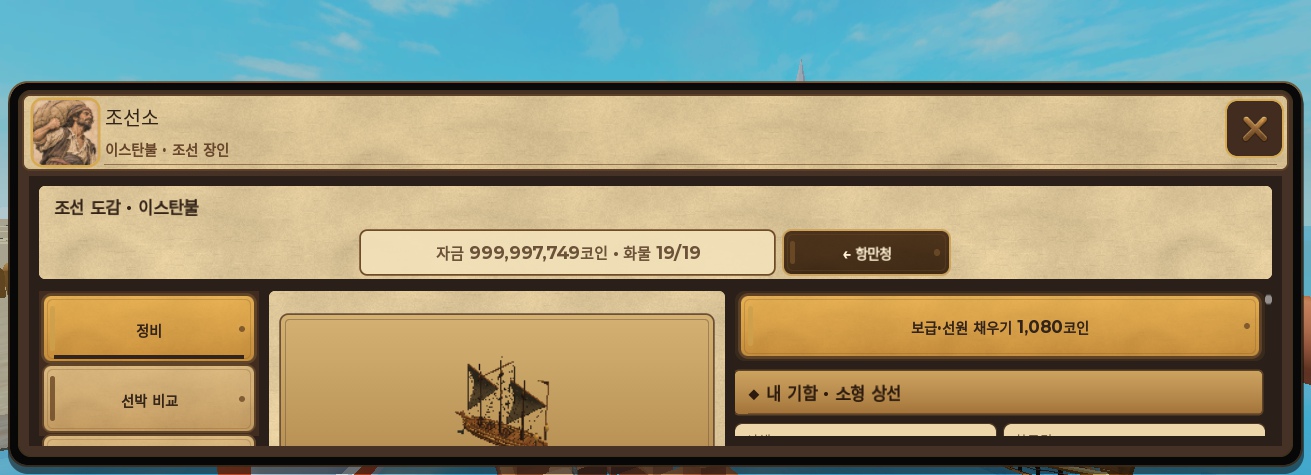 조선소
이스탄불 • 조선 장인
조선 도감 • 이스탄불
자금 999,997,749코인 • 화물 19/19
← 항만청
정비
선박 비교
보급•선원 채우기 1,080코인
◆ 내 기함 • 소형 상선